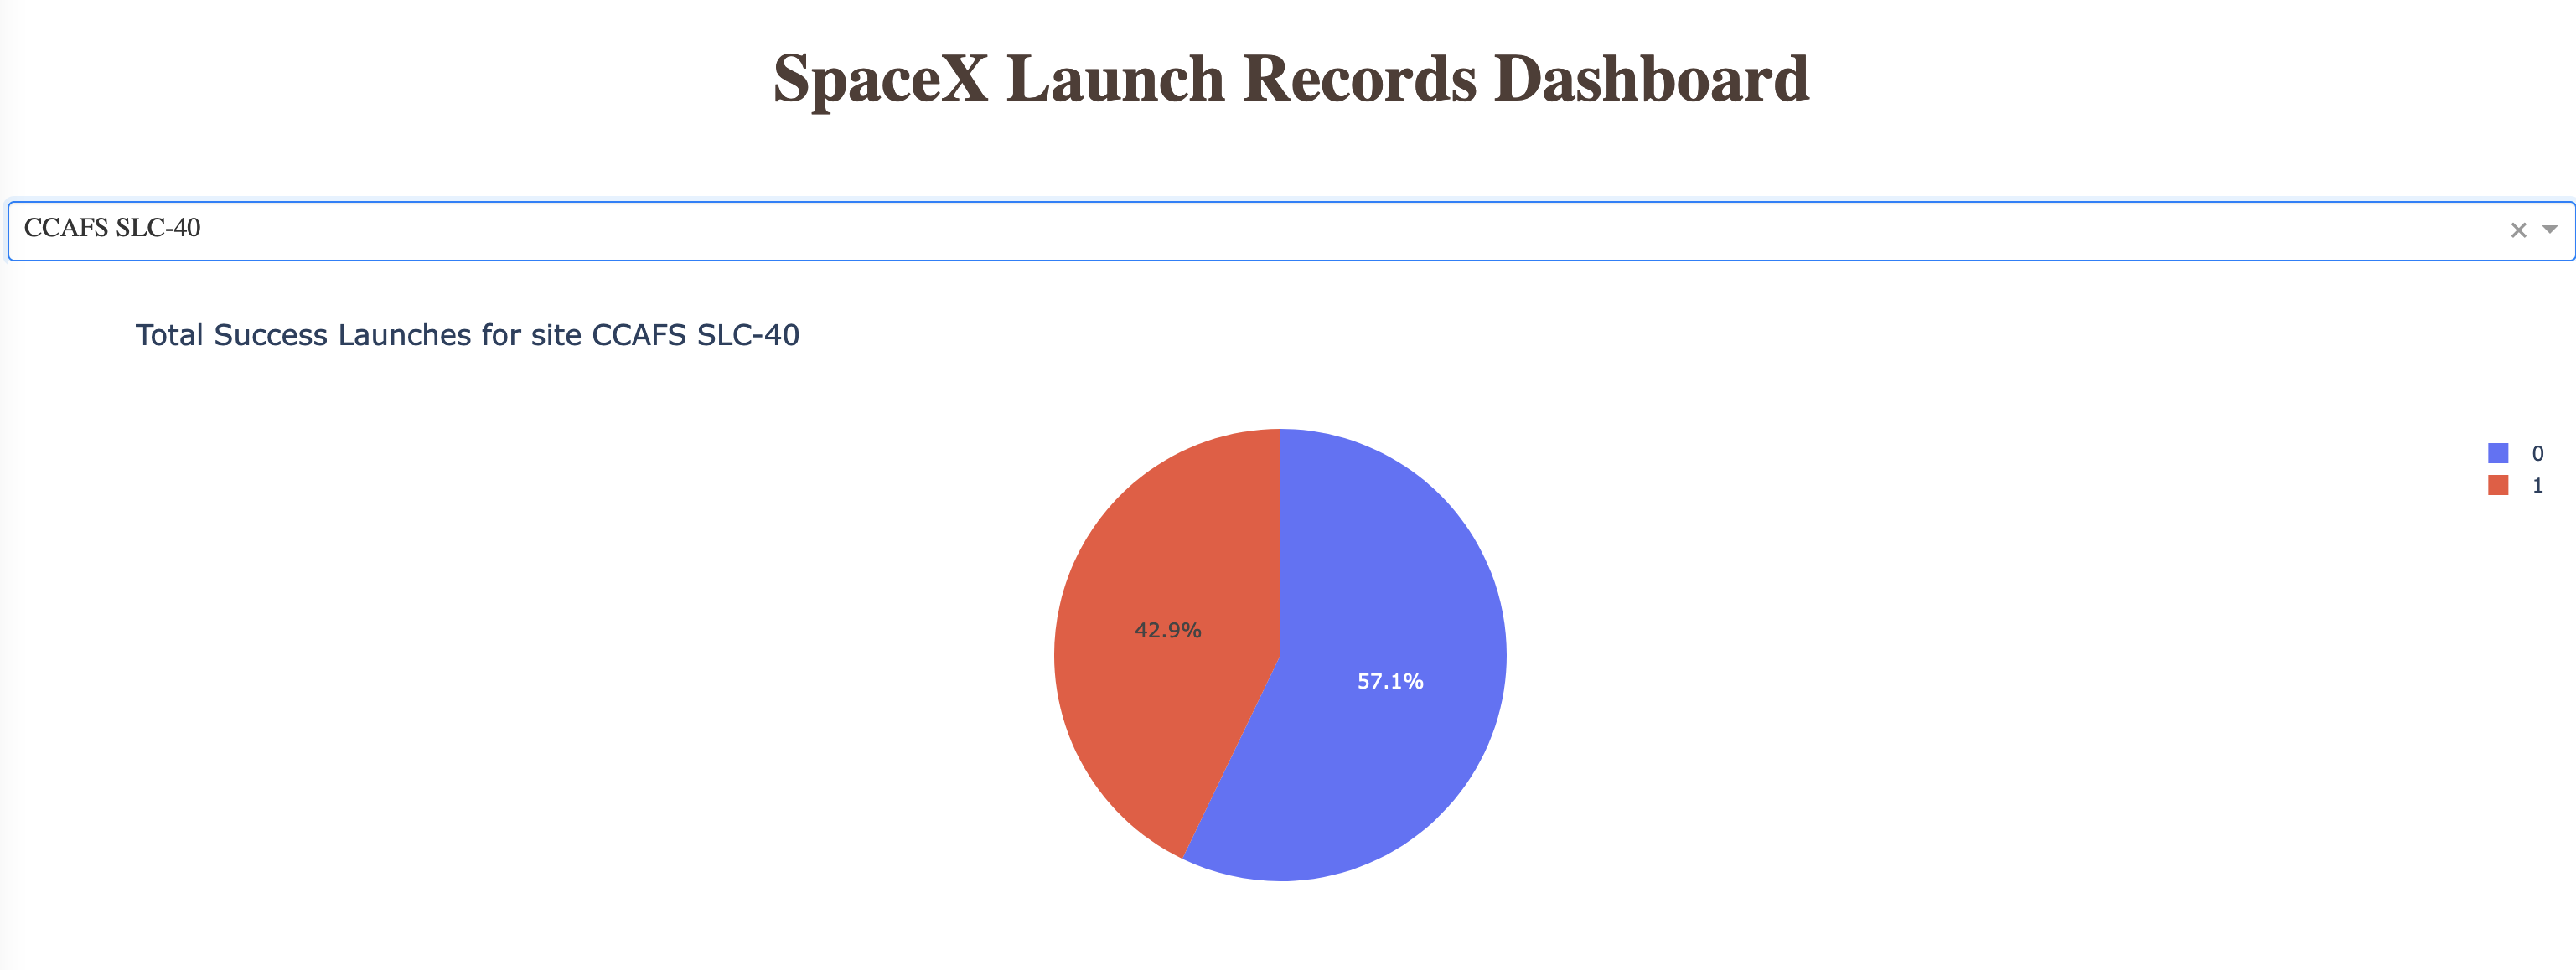 SpaceX Launch Records Dashboard
CCAFS SLC-40
Total Success Launches for site CCAFS SLC-40
0
1
42.9%
57.1%